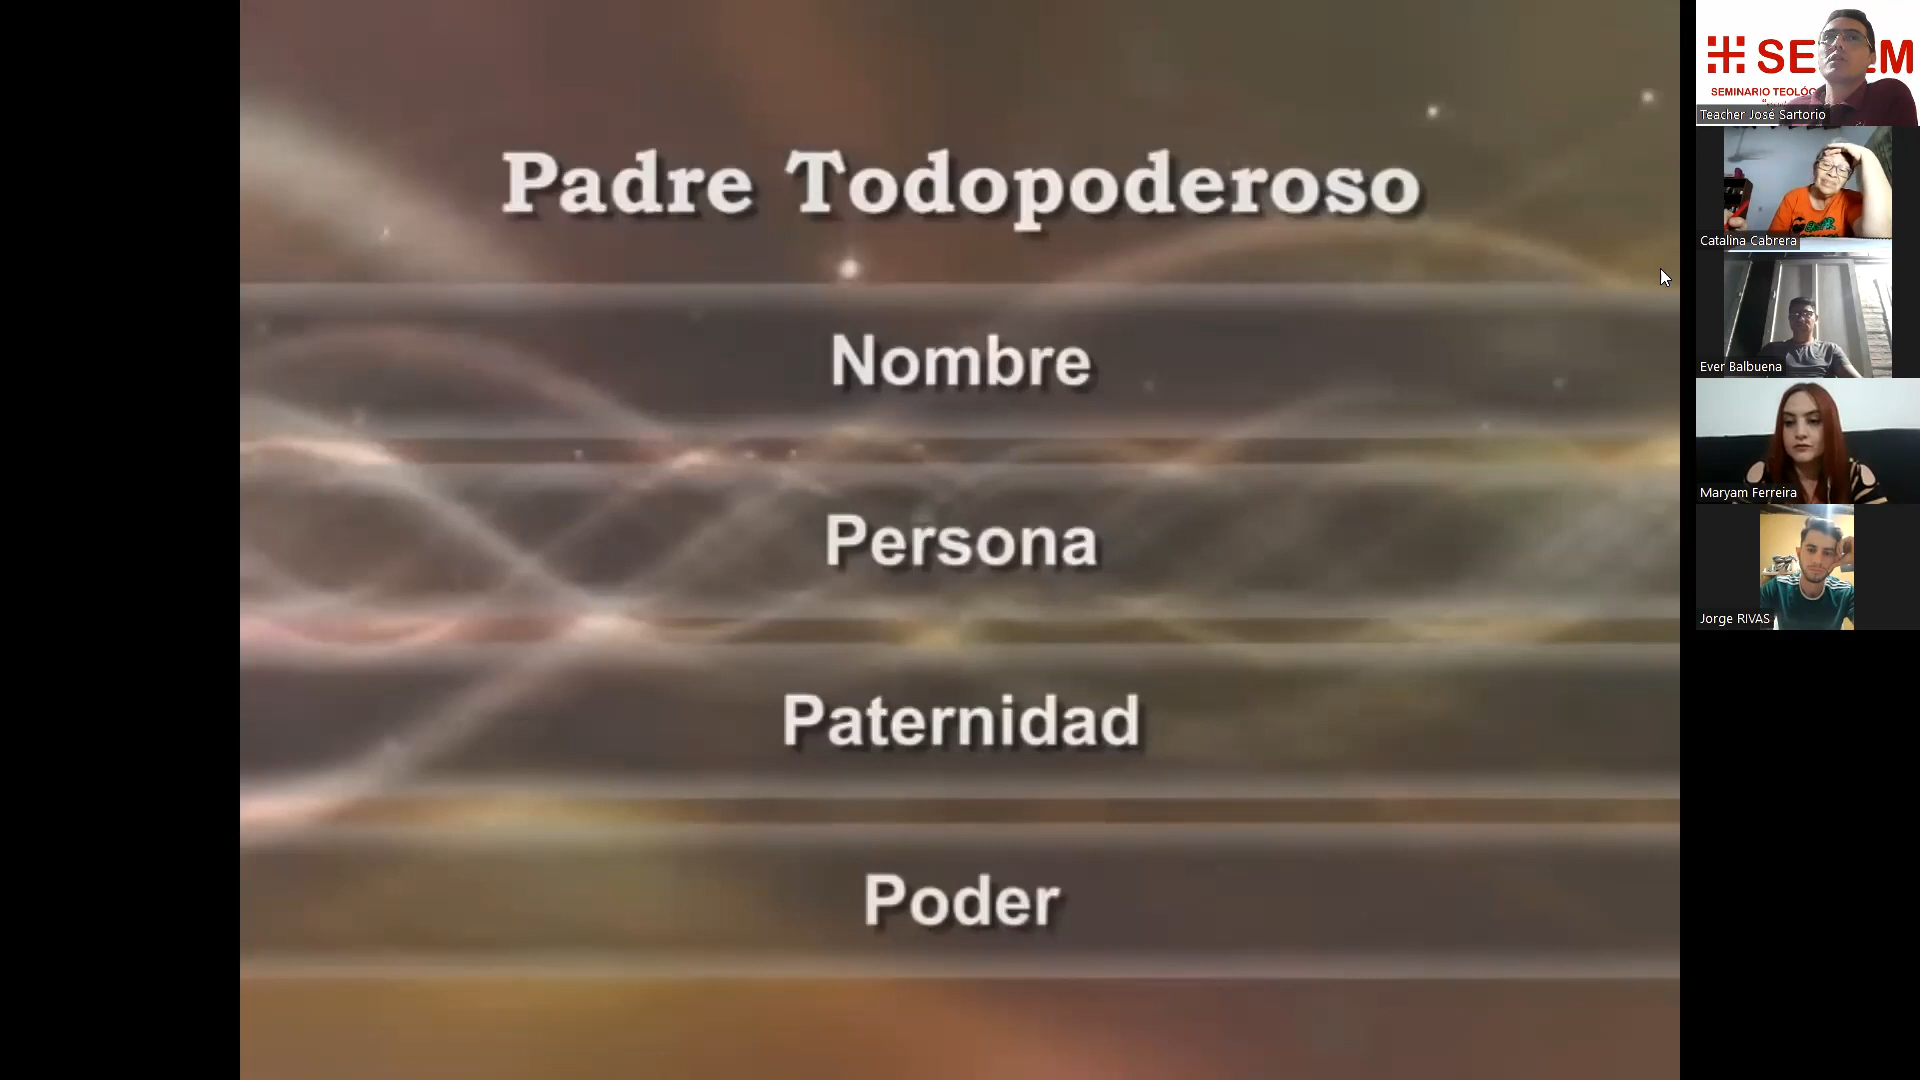 Padre Todopoderoso
Nombre
Persona
Paternidad
Poder
SE M
SEMINARIO TEOLÓG
Teacher José Sartorio
Catalina Cabrera
Ever Balbuena
Maryam Ferreira
Jorge RIVAS